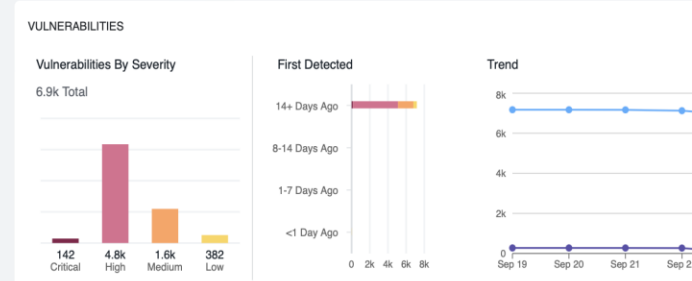 VULNERABILITIES
Vulnerabilities By Severity
6.9k Total
142
Critical
4.8k
High
1.6k
Medium
382
Low
First Detected
14+ Days Ago
8-14 Days Ago
1-7 Days Ago
<1 Day Ago
0 2k 4k 6k 8k
Trend
8k
6k
4k
2k
0
Sep 19 Sep 20 Sep 21 Sep 2